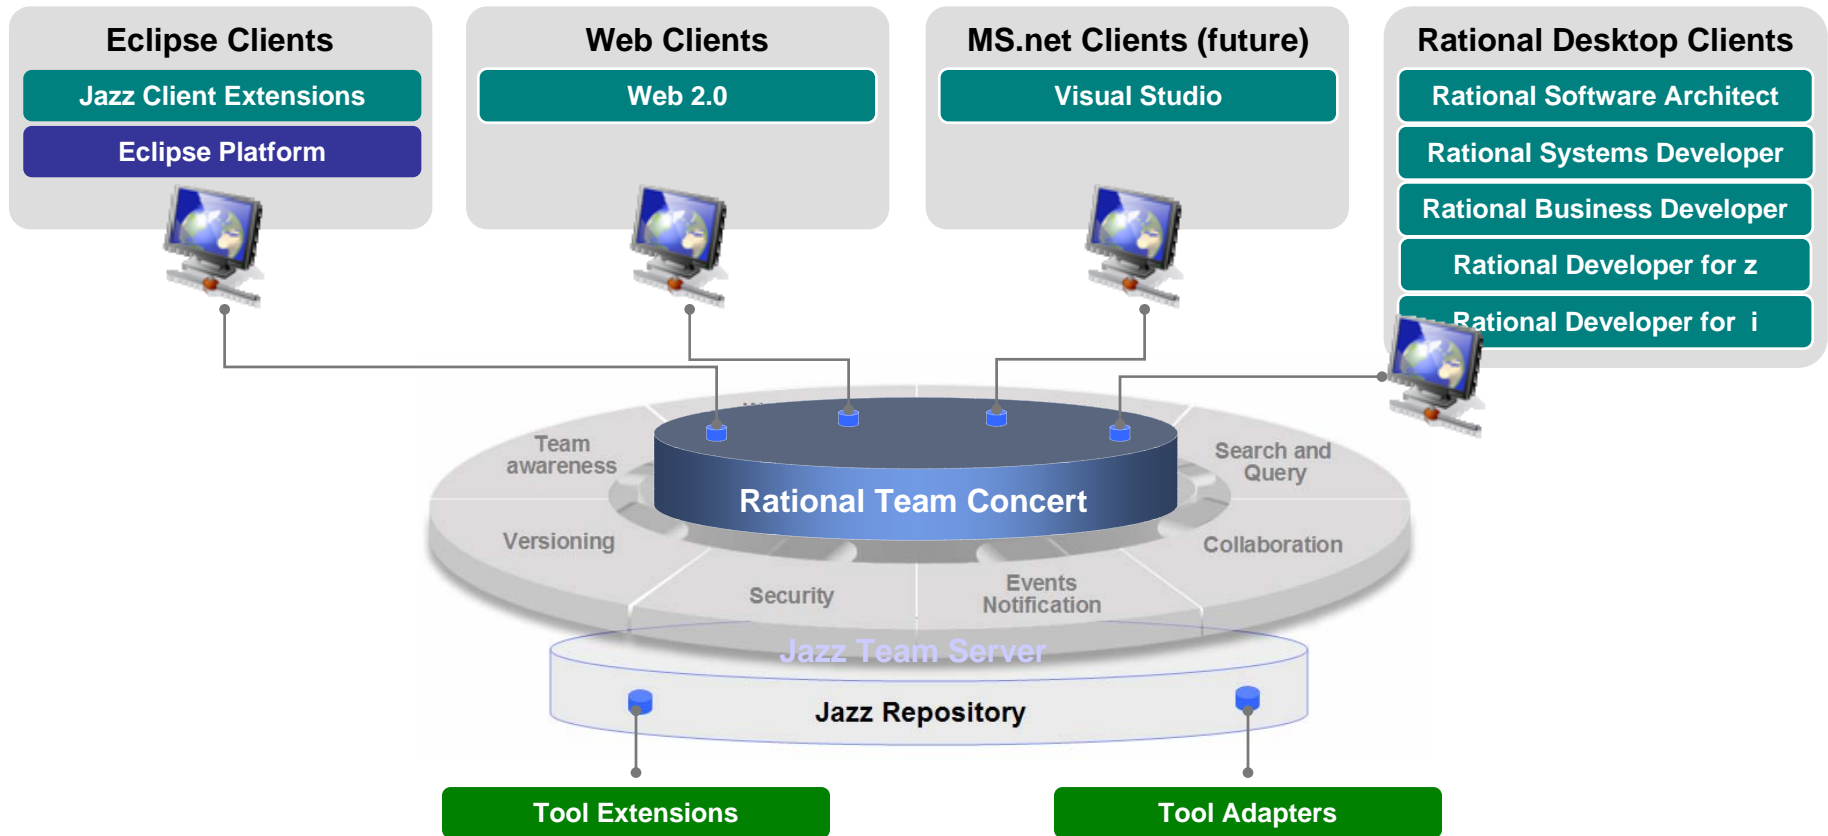 Eclipse Clients
Web Clients
MS.net Clients (future)
Rational Desktop Clients
Jazz Client Extensions
Web 2.0
Visual Studio
Rational Software Architect
Eclipse Platform
Rational Systems Developer
Rational Business Developer
Rational Developer for z
Rational Developer for i
Team
awareness
Search and
Query
Rational Team Concert
Versioning
Collaboration
Security
Events
Notification
Jazz Team Server
Jazz Repository
Tool Extensions
Tool Adapters